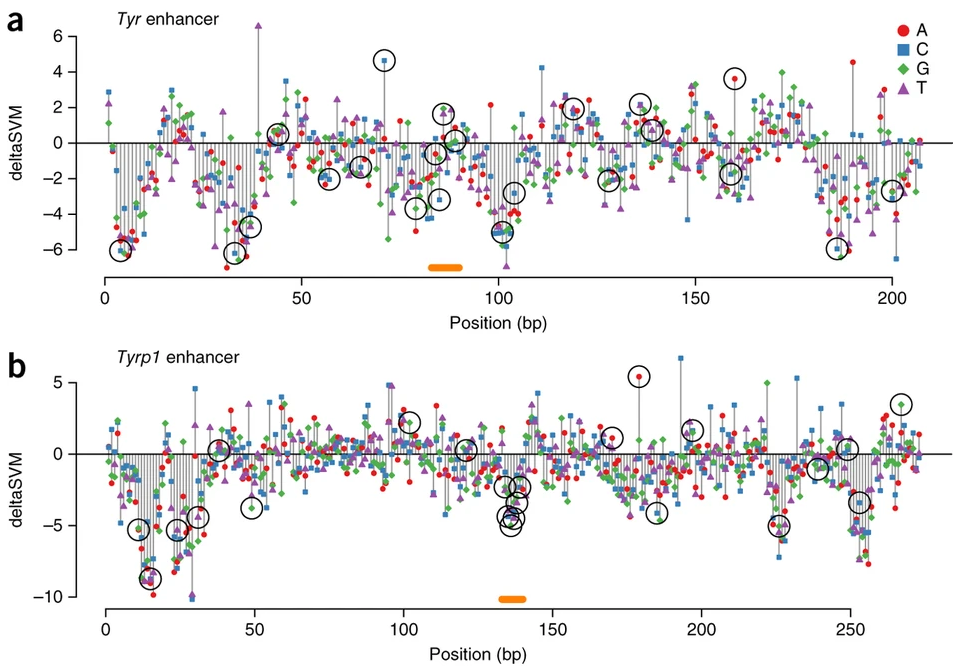 a
Tyr enhancer
A
C
G
T
6
4
2
0
−2
−4
−6
deltaSVM
0 50 100 150 200
Position (bp)
b
Tyrp1 enhancer
5
0
−5
−10
deltaSVM
0 50 100 150 200 250
Position (bp)